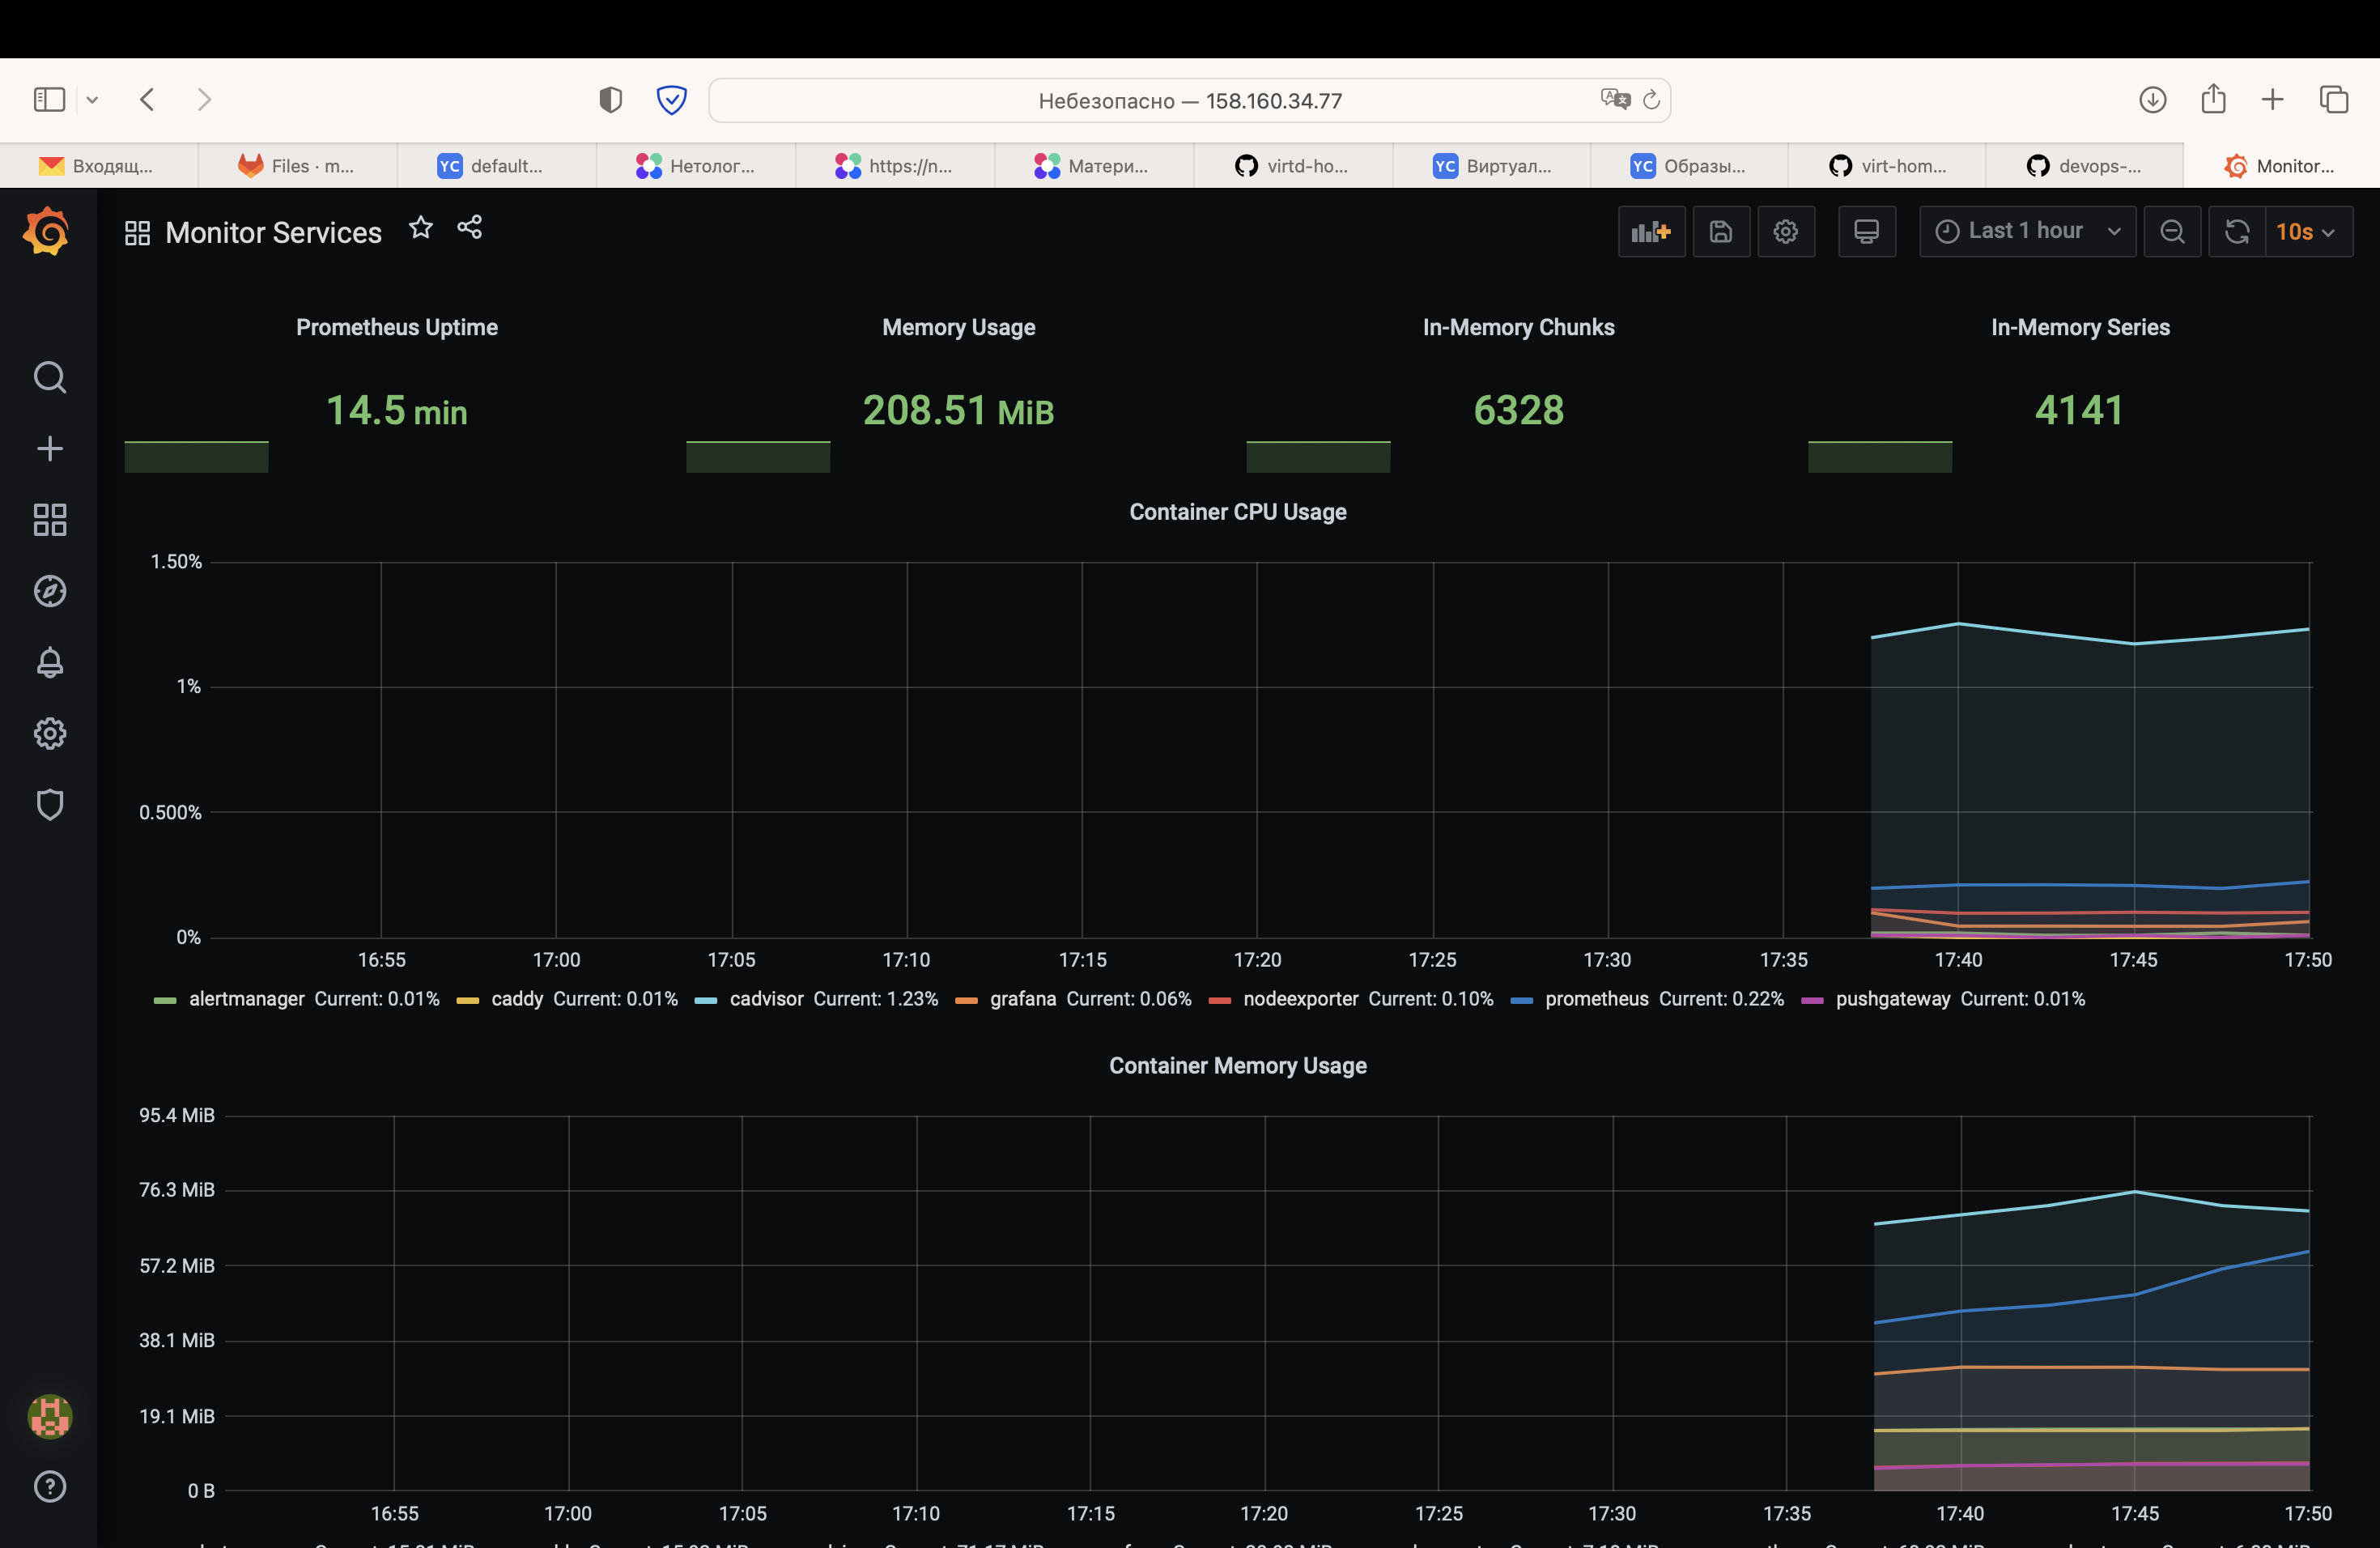 Небезопасно — 158.160.34.77
Входящ... Files · m... YC default... Нетолог... https://n... Матери... virtd-ho... YC Виртуал... YC Образы... virt-hom... devops-... Monitor...
Monitor Services Last 1 hour 10s
Prometheus Uptime Memory Usage In-Memory Chunks In-Memory Series
14.5 min 208.51 MiB 6328 4141
Container CPU Usage
1.50%
1%
0.500%
0%
16:55 17:00 17:05 17:10 17:15 17:20 17:25 17:30 17:35 17:40 17:45 17:50
alertmanager Current: 0.01% caddy Current: 0.01% cadvisor Current: 1.23% grafana Current: 0.06% nodeexporter Current: 0.10% prometheus Current: 0.22% pushgateway Current: 0.01%
Container Memory Usage
95.4 MiB
76.3 MiB
57.2 MiB
38.1 MiB
19.1 MiB
0 B
16:55 17:00 17:05 17:10 17:15 17:20 17:25 17:30 17:35 17:40 17:45 17:50